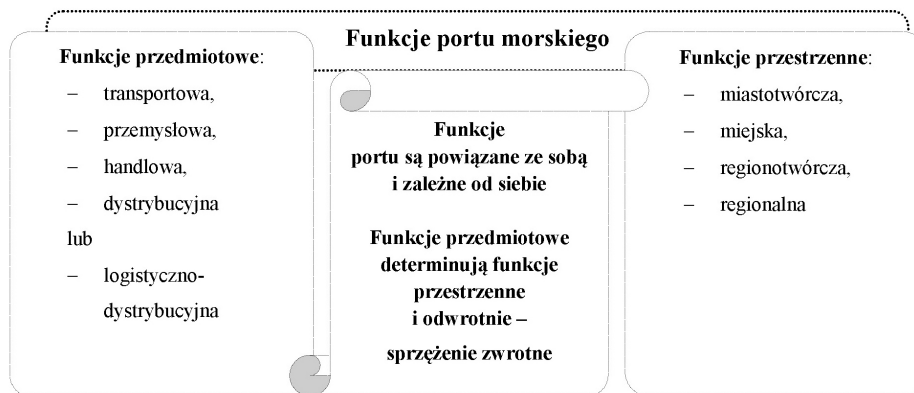 Funkcje portu morskiego
Funkcje przedmiotowe:
– transportowa,
– przemysłowa,
– handlowa,
– dystrybucyjna
lub
– logistyczno-
dystrybucyjna
Funkcje
portu są powiązane ze sobą
i zależne od siebie
Funkcje przedmiotowe
determinują funkcje
przestrzenne
i odwrotnie –
sprzężenie zwrotne
Funkcje przestrzenne:
– miastotwórcza,
– miejska,
– regionotwórcza,
– regionalna